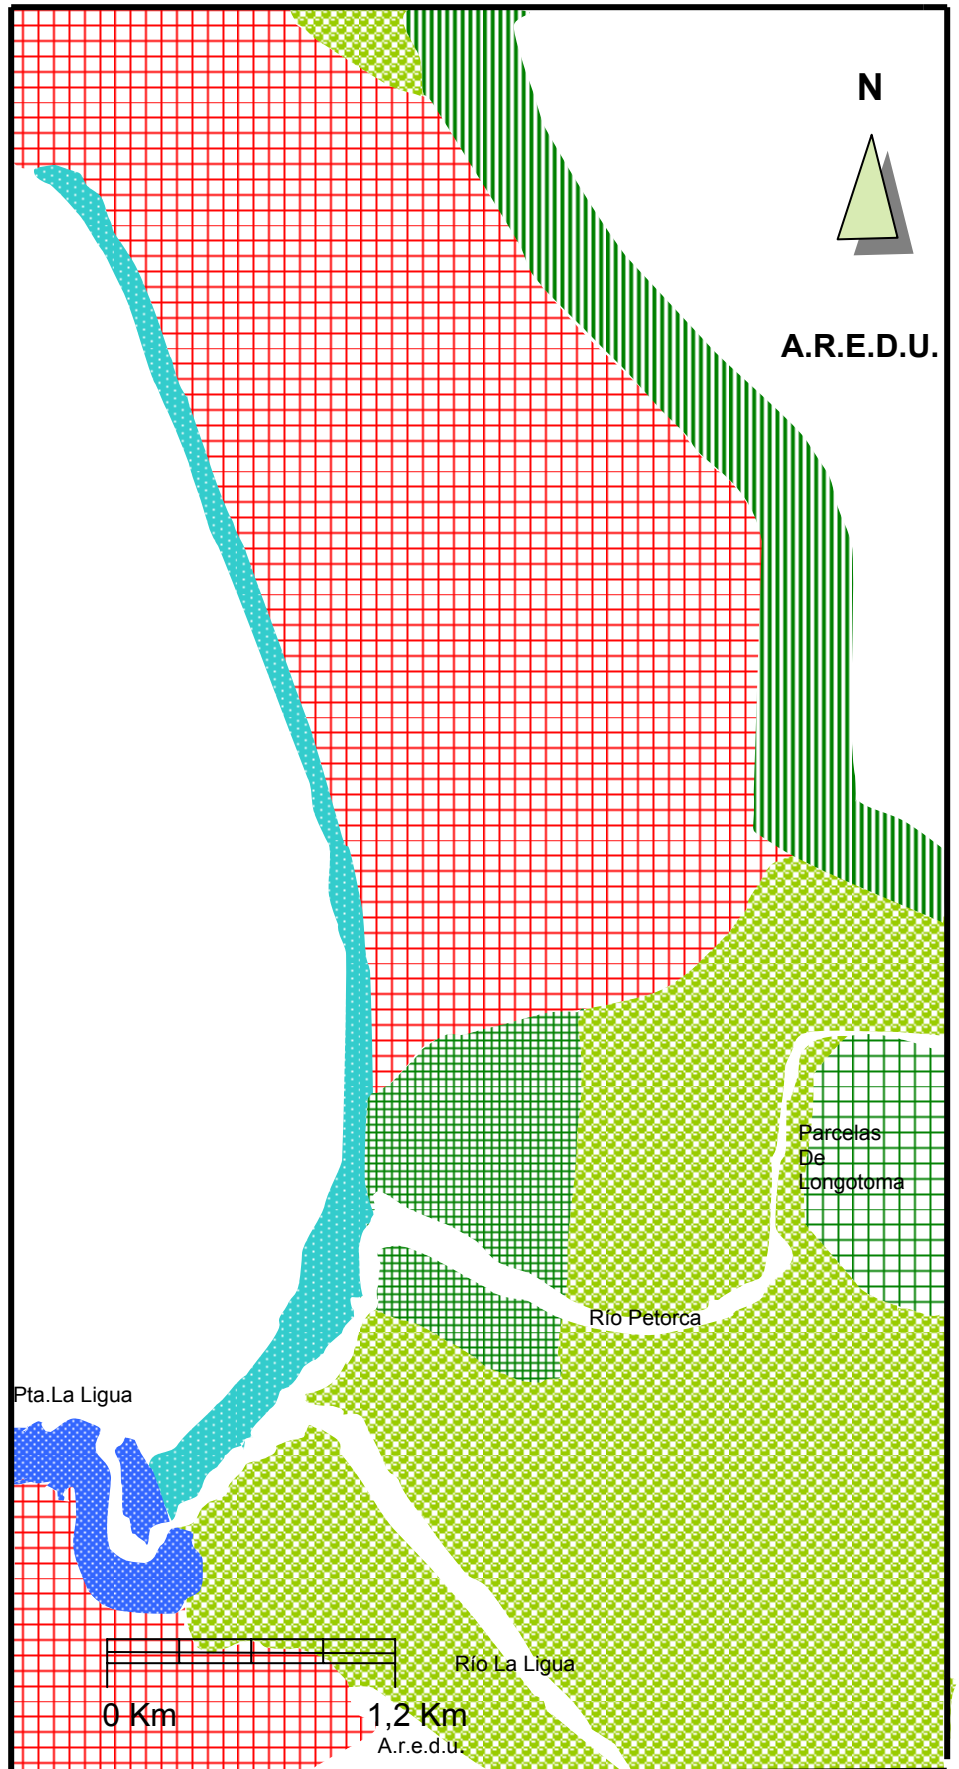 N
A.R.E.D.U.
Parcelas
De
Longotoma
Río Petorca
Pta.La Ligua
Río La Ligua
0 Km 1,2 Km
A.r.e.d.u.